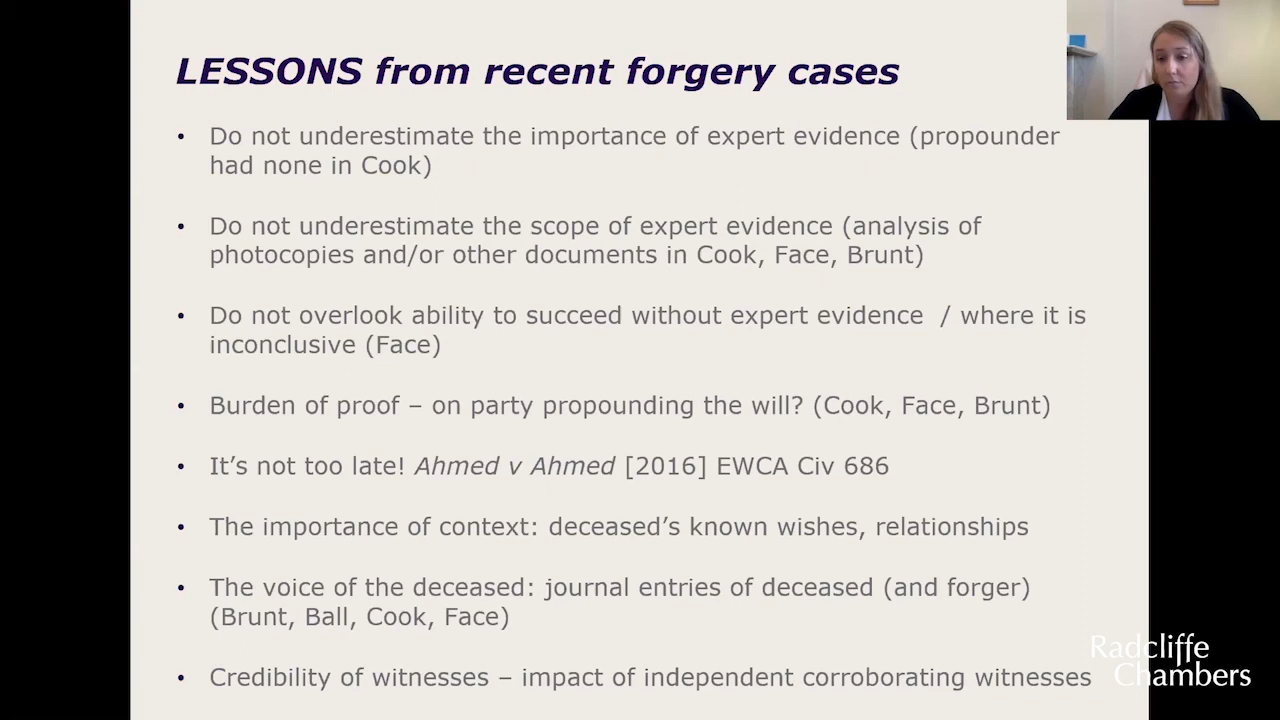 LESSONS from recent forgery cases
• Do not underestimate the importance of expert evidence (propounder
had none in Cook)
• Do not underestimate the scope of expert evidence (analysis of
photocopies and/or other documents in Cook, Face, Brunt)
• Do not overlook ability to succeed without expert evidence  / where it is
inconclusive (Face)
• Burden of proof – on party propounding the will? (Cook, Face, Brunt)
• It’s not too late! Ahmed v Ahmed [2016] EWCA Civ 686
• The importance of context: deceased’s known wishes, relationships
• The voice of the deceased: journal entries of deceased (and forger)
(Brunt, Ball, Cook, Face)
• Credibility of witnesses – impact of independent corroborating witnesses
Radcliffe
Chambers